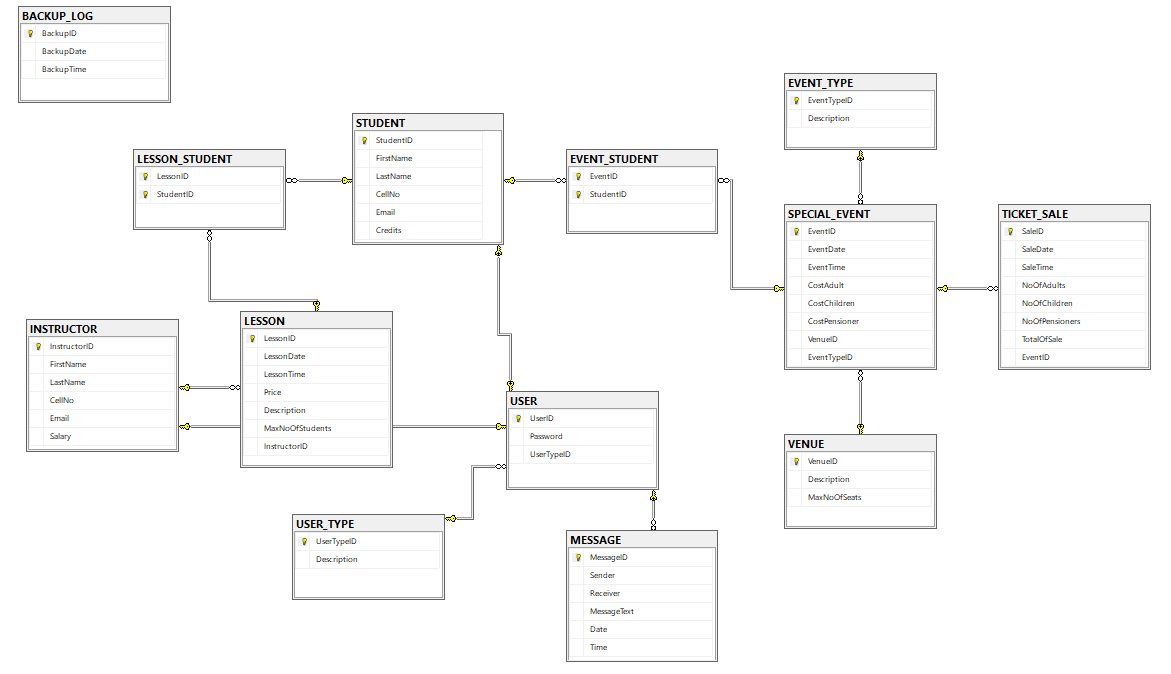 BACKUP_LOG
BackupID
BackupDate
BackupTime
STUDENT
StudentID
FirstName
LastName
CellNo
Email
Credits
LESSON_STUDENT
LessonID
StudentID
EVENT_STUDENT
EventID
StudentID
EVENT_TYPE
EventTypeID
Description
SPECIAL_EVENT
EventID
EventDate
EventTime
CostAdult
CostChildren
CostPensioner
VenueID
EventTypeID
TICKET_SALE
SaleID
SaleDate
SaleTime
NoOfAdults
NoOfChildren
NoOfPensioners
TotalOfSale
EventID
INSTRUCTOR
InstructorID
FirstName
LastName
CellNo
Email
Salary
LESSON
LessonID
LessonDate
LessonTime
Price
Description
MaxNoOfStudents
InstructorID
USER
UserID
Password
UserTypeID
VENUE
VenueID
Description
MaxNoOfSeats
USER_TYPE
UserTypeID
Description
MESSAGE
MessageID
Sender
Receiver
MessageText
Date
Time